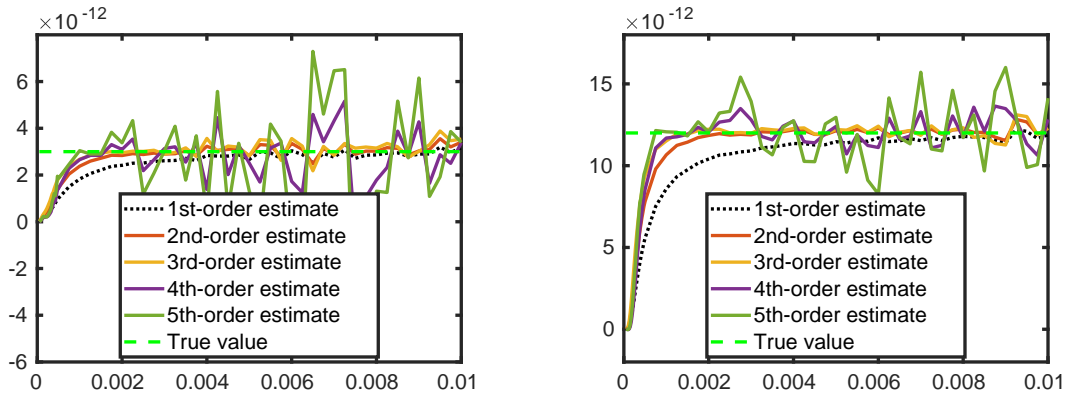 ×10⁻¹²
6
4
2
0
-2
-4
-6
0
0.002
0.004
0.006
0.008
0.01
1st-order estimate
2nd-order estimate
3rd-order estimate
4th-order estimate
5th-order estimate
True value
×10⁻¹²
15
10
5
0
0
0.002
0.004
0.006
0.008
0.01
1st-order estimate
2nd-order estimate
3rd-order estimate
4th-order estimate
5th-order estimate
True value